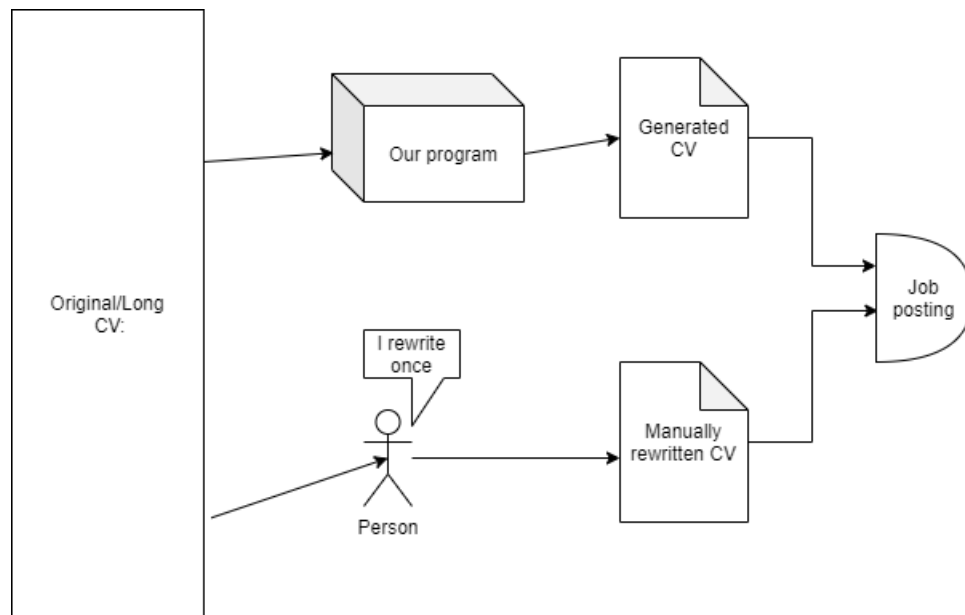 Our program
Generated
CV
Original/Long
CV:
Job
posting
I rewrite
once
Manually
rewritten CV
Person